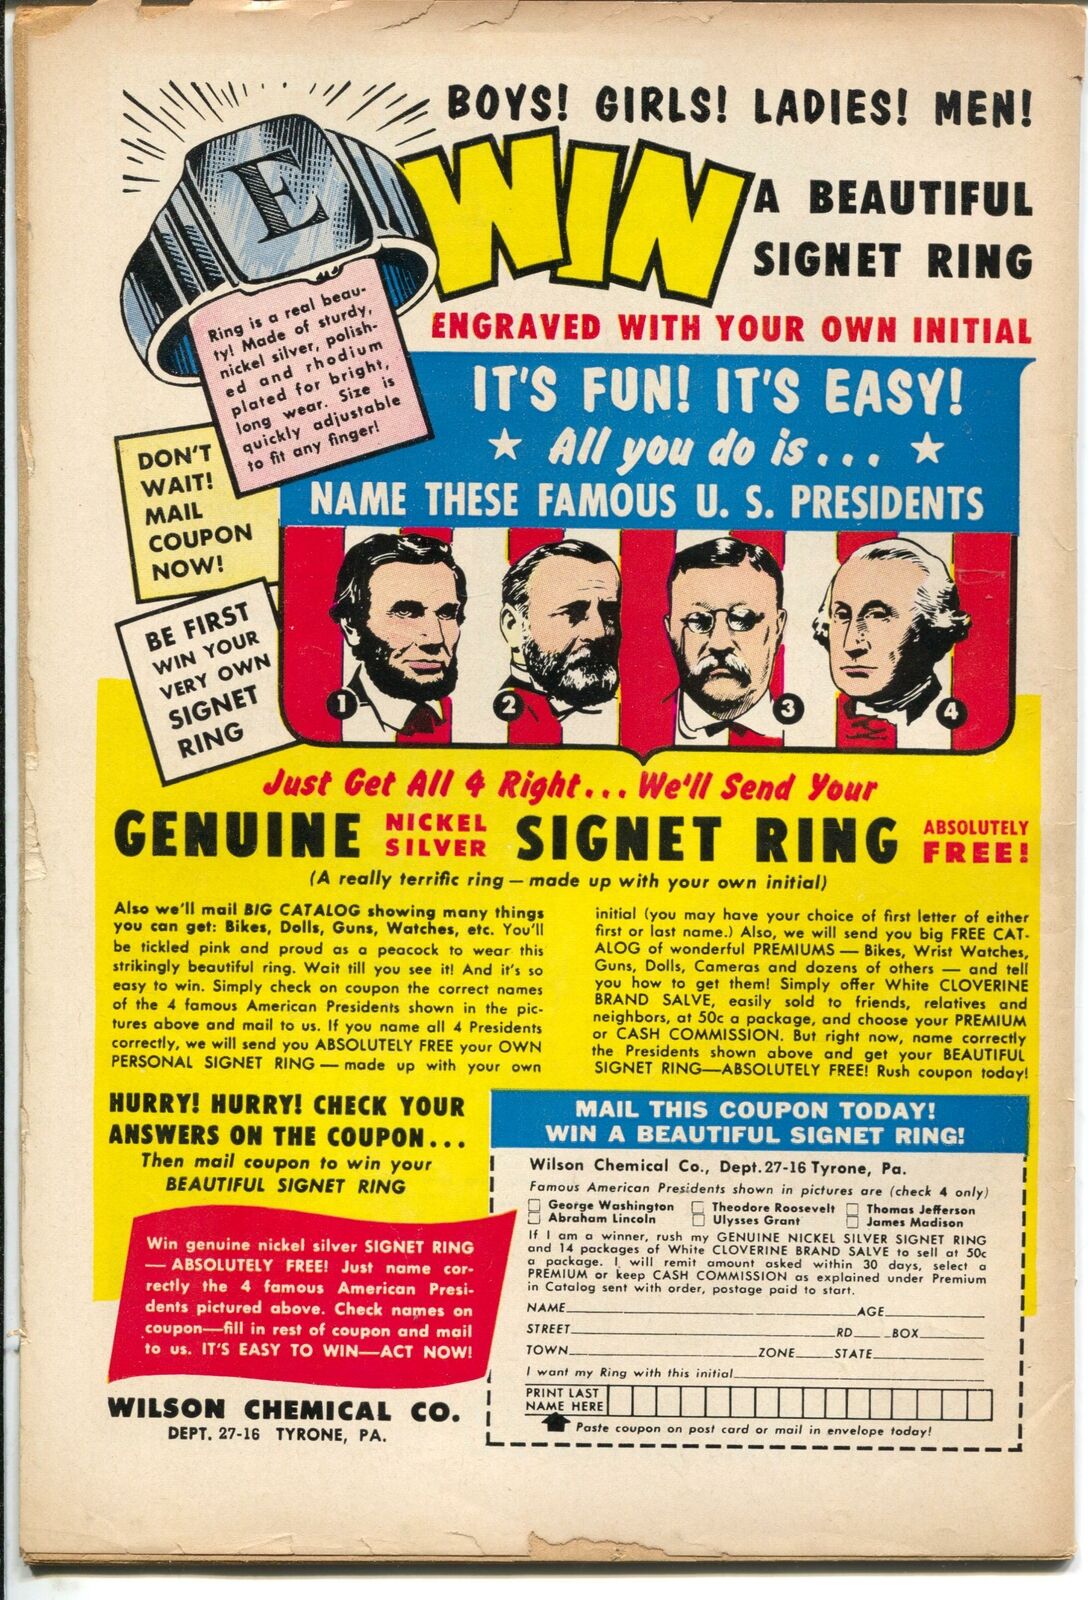 BOYS! GIRLS! LADIES! MEN!
WIN
A BEAUTIFUL
SIGNET RING
ENGRAVED WITH YOUR OWN INITIAL
E
Ring is a real beau-
ty! Made of sturdy,
nickel silver, polish-
ed and rhodium
plated for bright,
long wear. Size is
quickly adjustable
to fit any finger!
IT'S FUN! IT'S EASY!
All you do is...
NAME THESE FAMOUS U. S. PRESIDENTS
DON'T
WAIT!
MAIL
COUPON
NOW!
BE FIRST
WIN YOUR
VERY OWN
SIGNET
RING
1
2
3
4
Just Get All 4 Right... We'll Send Your
GENUINE NICKEL SILVER SIGNET RING ABSOLUTELY FREE!
(A really terrific ring — made up with your own initial)
Also we'll mail BIG CATALOG showing many things
you can get: Bikes, Dolls, Guns, Watches, etc. You'll
be tickled pink and proud as a peacock to wear this
strikingly beautiful ring. Wait till you see it! And it's so
easy to win. Simply check on coupon the correct names
of the 4 famous American Presidents shown in the pic-
tures above and mail to us. If you name all 4 Presidents
correctly, we will send you ABSOLUTELY FREE your OWN
PERSONAL SIGNET RING — made up with your own
initial (you may have your choice of first letter of either
first or last name.) Also, we will send you big FREE CAT-
ALOG of wonderful PREMIUMS — Bikes, Wrist Watches,
Guns, Dolls, Cameras and dozens of others — and tell
you how to get them! Simply offer White CLOVERINE
BRAND SALVE, easily sold to friends, relatives and
neighbors, at 50c a package, and choose your PREMIUM
or CASH COMMISSION. But right now, name correctly
the Presidents shown above and get your BEAUTIFUL
SIGNET RING—ABSOLUTELY FREE! Rush coupon today!
HURRY! HURRY! CHECK YOUR
ANSWERS ON THE COUPON...
Then mail coupon to win your
BEAUTIFUL SIGNET RING
Win genuine nickel silver SIGNET RING
— ABSOLUTELY FREE! Just name cor-
rectly the 4 famous American Presi-
dents pictured above. Check names on
coupon—fill in rest of coupon and mail
to us. IT'S EASY TO WIN—ACT NOW!
WILSON CHEMICAL CO.
DEPT. 27-16 TYRONE, PA.
MAIL THIS COUPON TODAY!
WIN A BEAUTIFUL SIGNET RING!
Wilson Chemical Co., Dept. 27-16 Tyrone, Pa.
Famous American Presidents shown in pictures are (check 4 only)
George Washington Theodore Roosevelt Thomas Jefferson
Abraham Lincoln Ulysses Grant James Madison
If I am a winner, rush my GENUINE NICKEL SILVER SIGNET RING
and 14 packages of White CLOVERINE BRAND SALVE to sell at 50c
a package. I will remit amount asked within 30 days, select a
PREMIUM or keep CASH COMMISSION as explained under Premium
in Catalog sent with order, postage paid to start.
NAME AGE
STREET RD BOX
TOWN ZONE STATE
I want my Ring with this initial
PRINT LAST
NAME HERE
Paste coupon on post card or mail in envelope today!